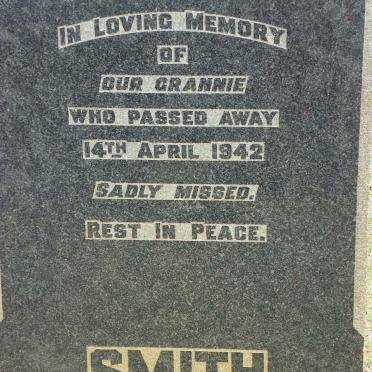 In Loving Memory
OF
OUR GRANNIE
WHO PASSED AWAY
14TH April 1942
Sadly missed.
Rest In Peace.
SMITH